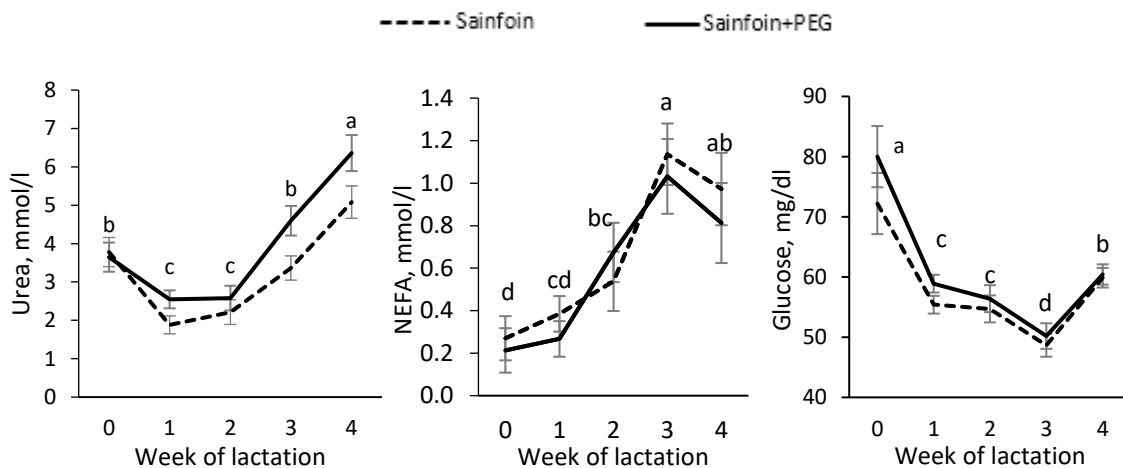 Sainfoin
Sainfoin+PEG
Urea, mmol/l
8
7
6
5
4
3
2
1
0
b
c
c
b
a
0 1 2 3 4
Week of lactation
NEFA, mmol/l
1.4
1.2
1.0
0.8
0.6
0.4
0.2
0.0
d
cd
bc
a
ab
0 1 2 3 4
Week of lactation
Glucose, mg/dl
90
80
70
60
50
40
a
c
c
d
b
0 1 2 3 4
Week of lactation